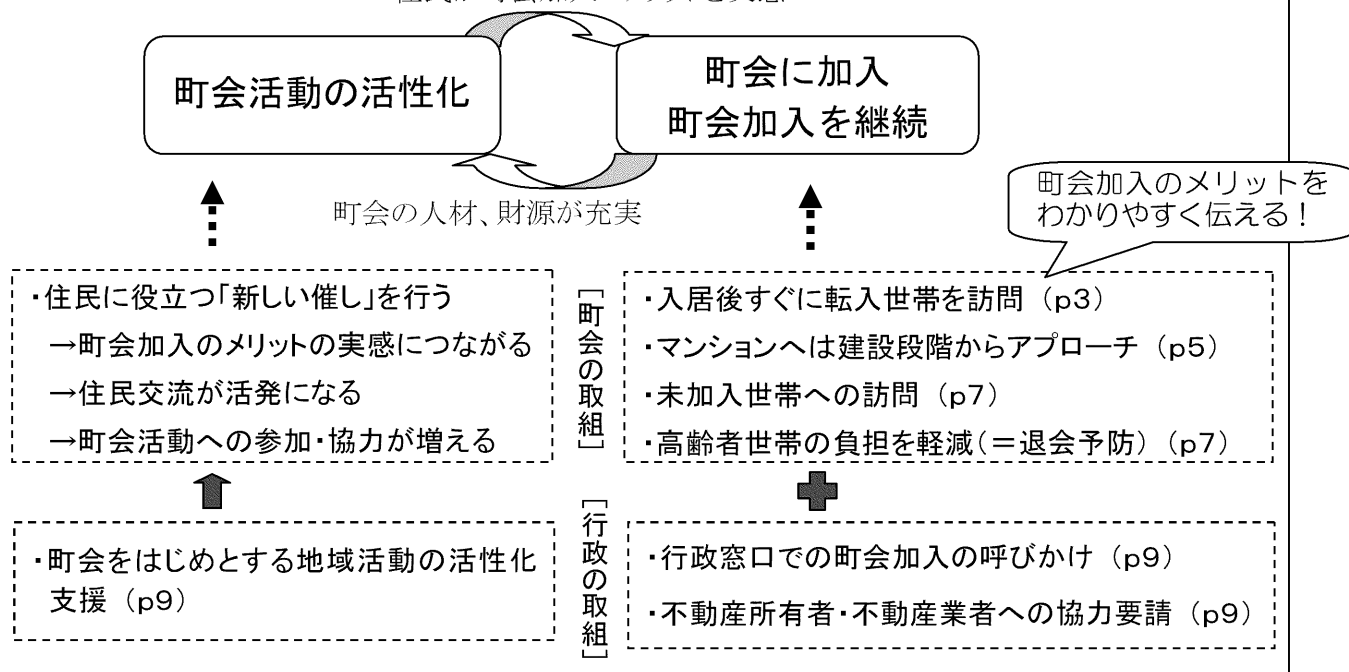 町会活動の活性化
町会に加入
町会加入を継続
町会の人材、財源が充実
町会加入のメリットを
わかりやすく伝える！
・住民に役立つ「新しい催し」を行う
→町会加入のメリットの実感につながる
→住民交流が活発になる
→町会活動への参加・協力が増える
［町会の取組］
・入居後すぐに転入世帯を訪問（p3）
・マンションへは建設段階からアプローチ（p5）
・未加入世帯への訪問（p7）
・高齢者世帯の負担を軽減（＝退会予防）（p7）
・町会をはじめとする地域活動の活性化
支援（p9）
［行政の取組］
・行政窓口での町会加入の呼びかけ（p9）
・不動産所有者・不動産業者への協力要請（p9）